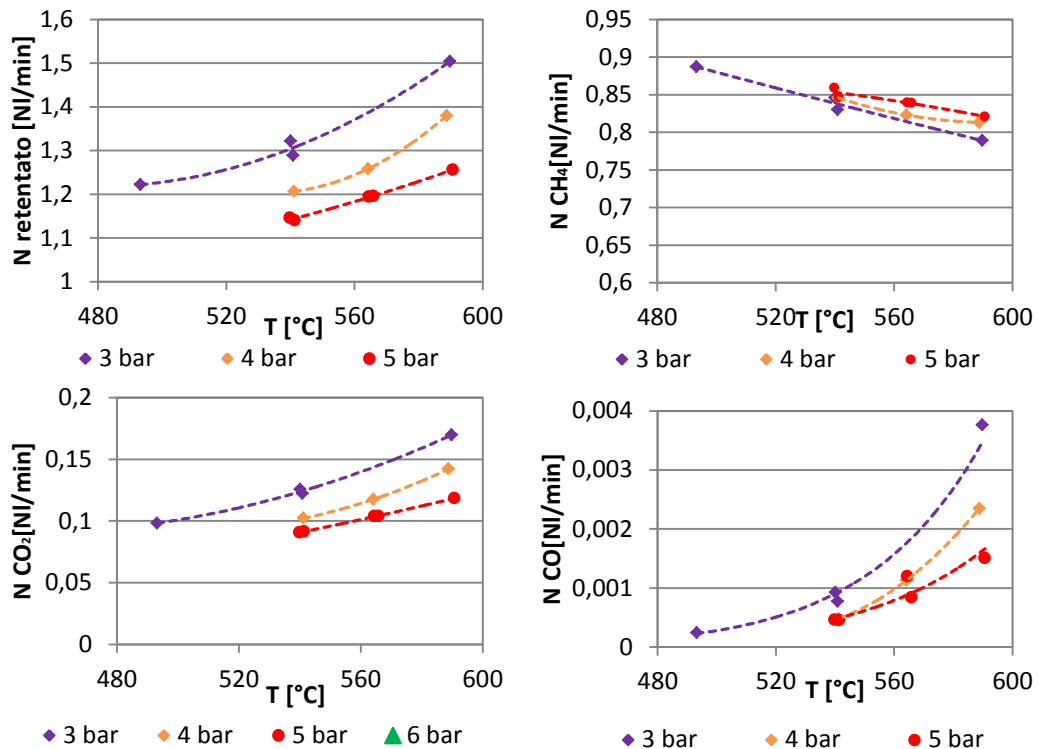 N retentato [Nl/min]
1,6
1,5
1,4
1,3
1,2
1,1
1
480 520 560 600
T [°C]
3 bar 4 bar 5 bar
N CH₄[Nl/min]
0,95
0,9
0,85
0,8
0,75
0,7
0,65
0,6
480 520 560 600
T [°C]
3 bar 4 bar 5 bar
N CO₂[Nl/min]
0,2
0,15
0,1
0,05
0
480 520 560 600
T [°C]
3 bar 4 bar 5 bar 6 bar
N CO[Nl/min]
0,004
0,003
0,002
0,001
0
480 520 560 600
T [°C]
3 bar 4 bar 5 bar